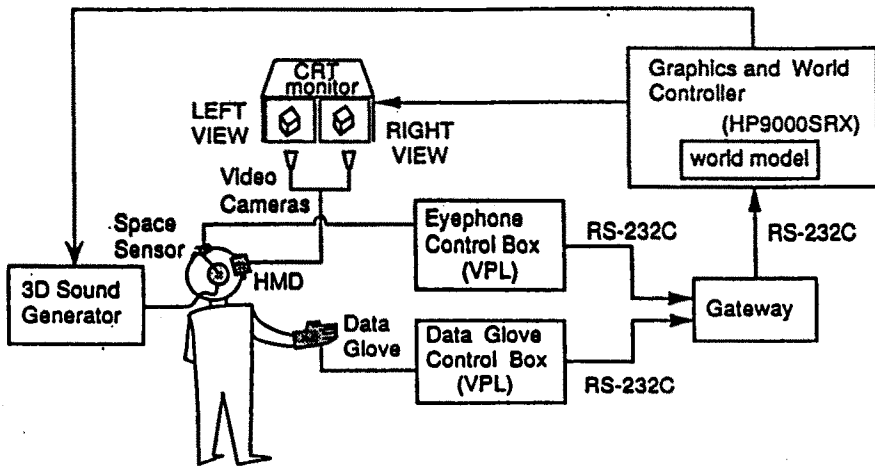 CRT
monitor
LEFT
VIEW
RIGHT
VIEW
Graphics and World
Controller
(HP9000SRX)
world model
Video
Cameras
Space
Sensor
HMD
Eyephone
Control Box
(VPL)
RS-232C
RS-232C
3D Sound
Generator
Gateway
Data
Glove
Data Glove
Control Box
(VPL)
RS-232C